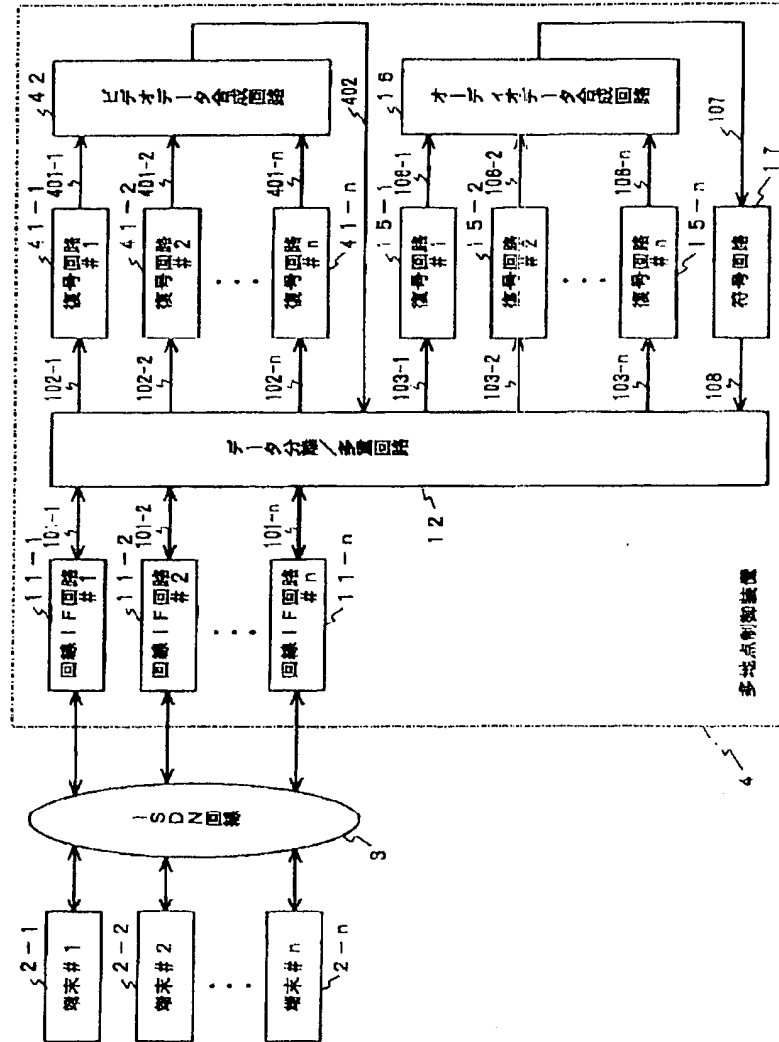 2-1
端末#1
2-2
端末#2
・・・
2-n
端末#n
ISDN回線
3
4
多地点制御装置
11-1
回線IF回路
#1
101-1
11-2
回線IF回路
#2
101-2
・・・
11-n
回線IF回路
#n
101-n
データ分離/多重回路
12
102-1
41-1
復号回路
#1
401-1
102-2
41-2
復号回路
#2
401-2
・・・
102-n
41-n
復号回路
#n
401-n
42
ビデオデータ合成回路
402
103-1
15-1
復号回路
#1
106-1
103-2
15-2
復号回路
#2
106-2
・・・
103-n
15-n
復号回路
#n
106-n
16
オーディオデータ合成回路
107
17
符号回路
108